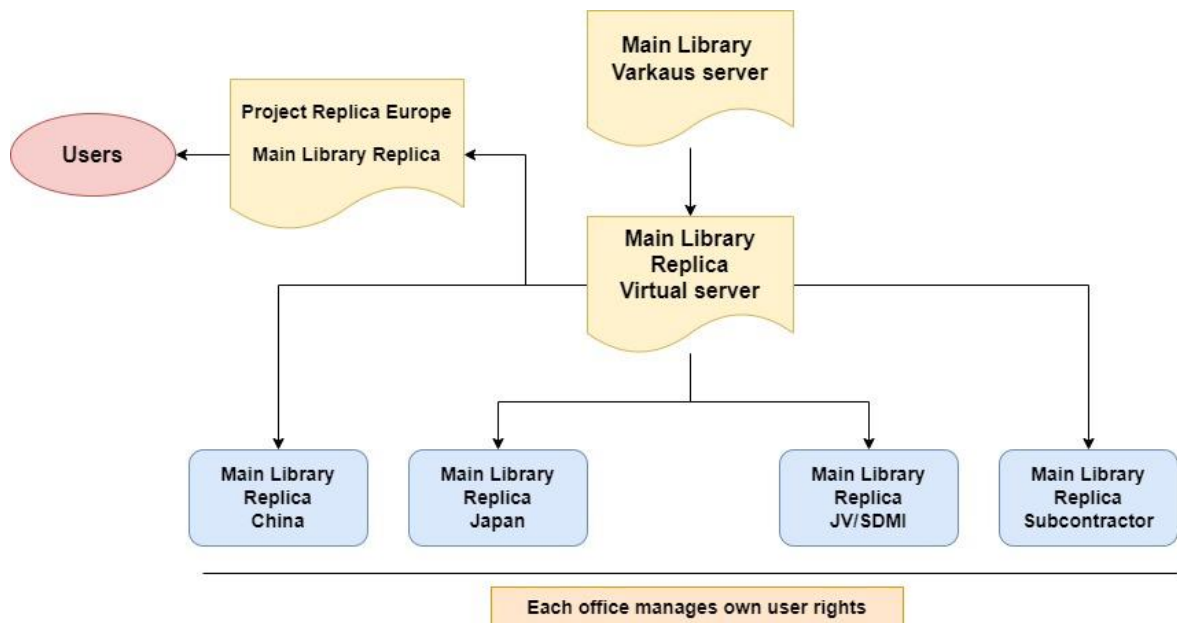 Main Library
Varkaus server
Project Replica Europe
Main Library Replica
Users
Main Library
Replica
Virtual server
Main Library
Replica
China
Main Library
Replica
Japan
Main Library
Replica
JV/SDMI
Main Library
Replica
Subcontractor
Each office manages own user rights